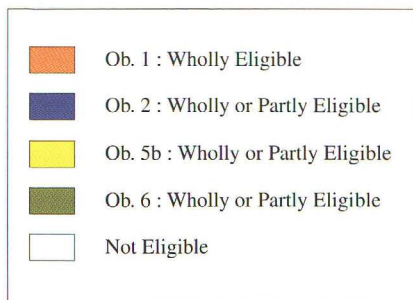 Ob. 1 : Wholly Eligible
Ob. 2 : Wholly or Partly Eligible
Ob. 5b : Wholly or Partly Eligible
Ob. 6 : Wholly or Partly Eligible
Not Eligible